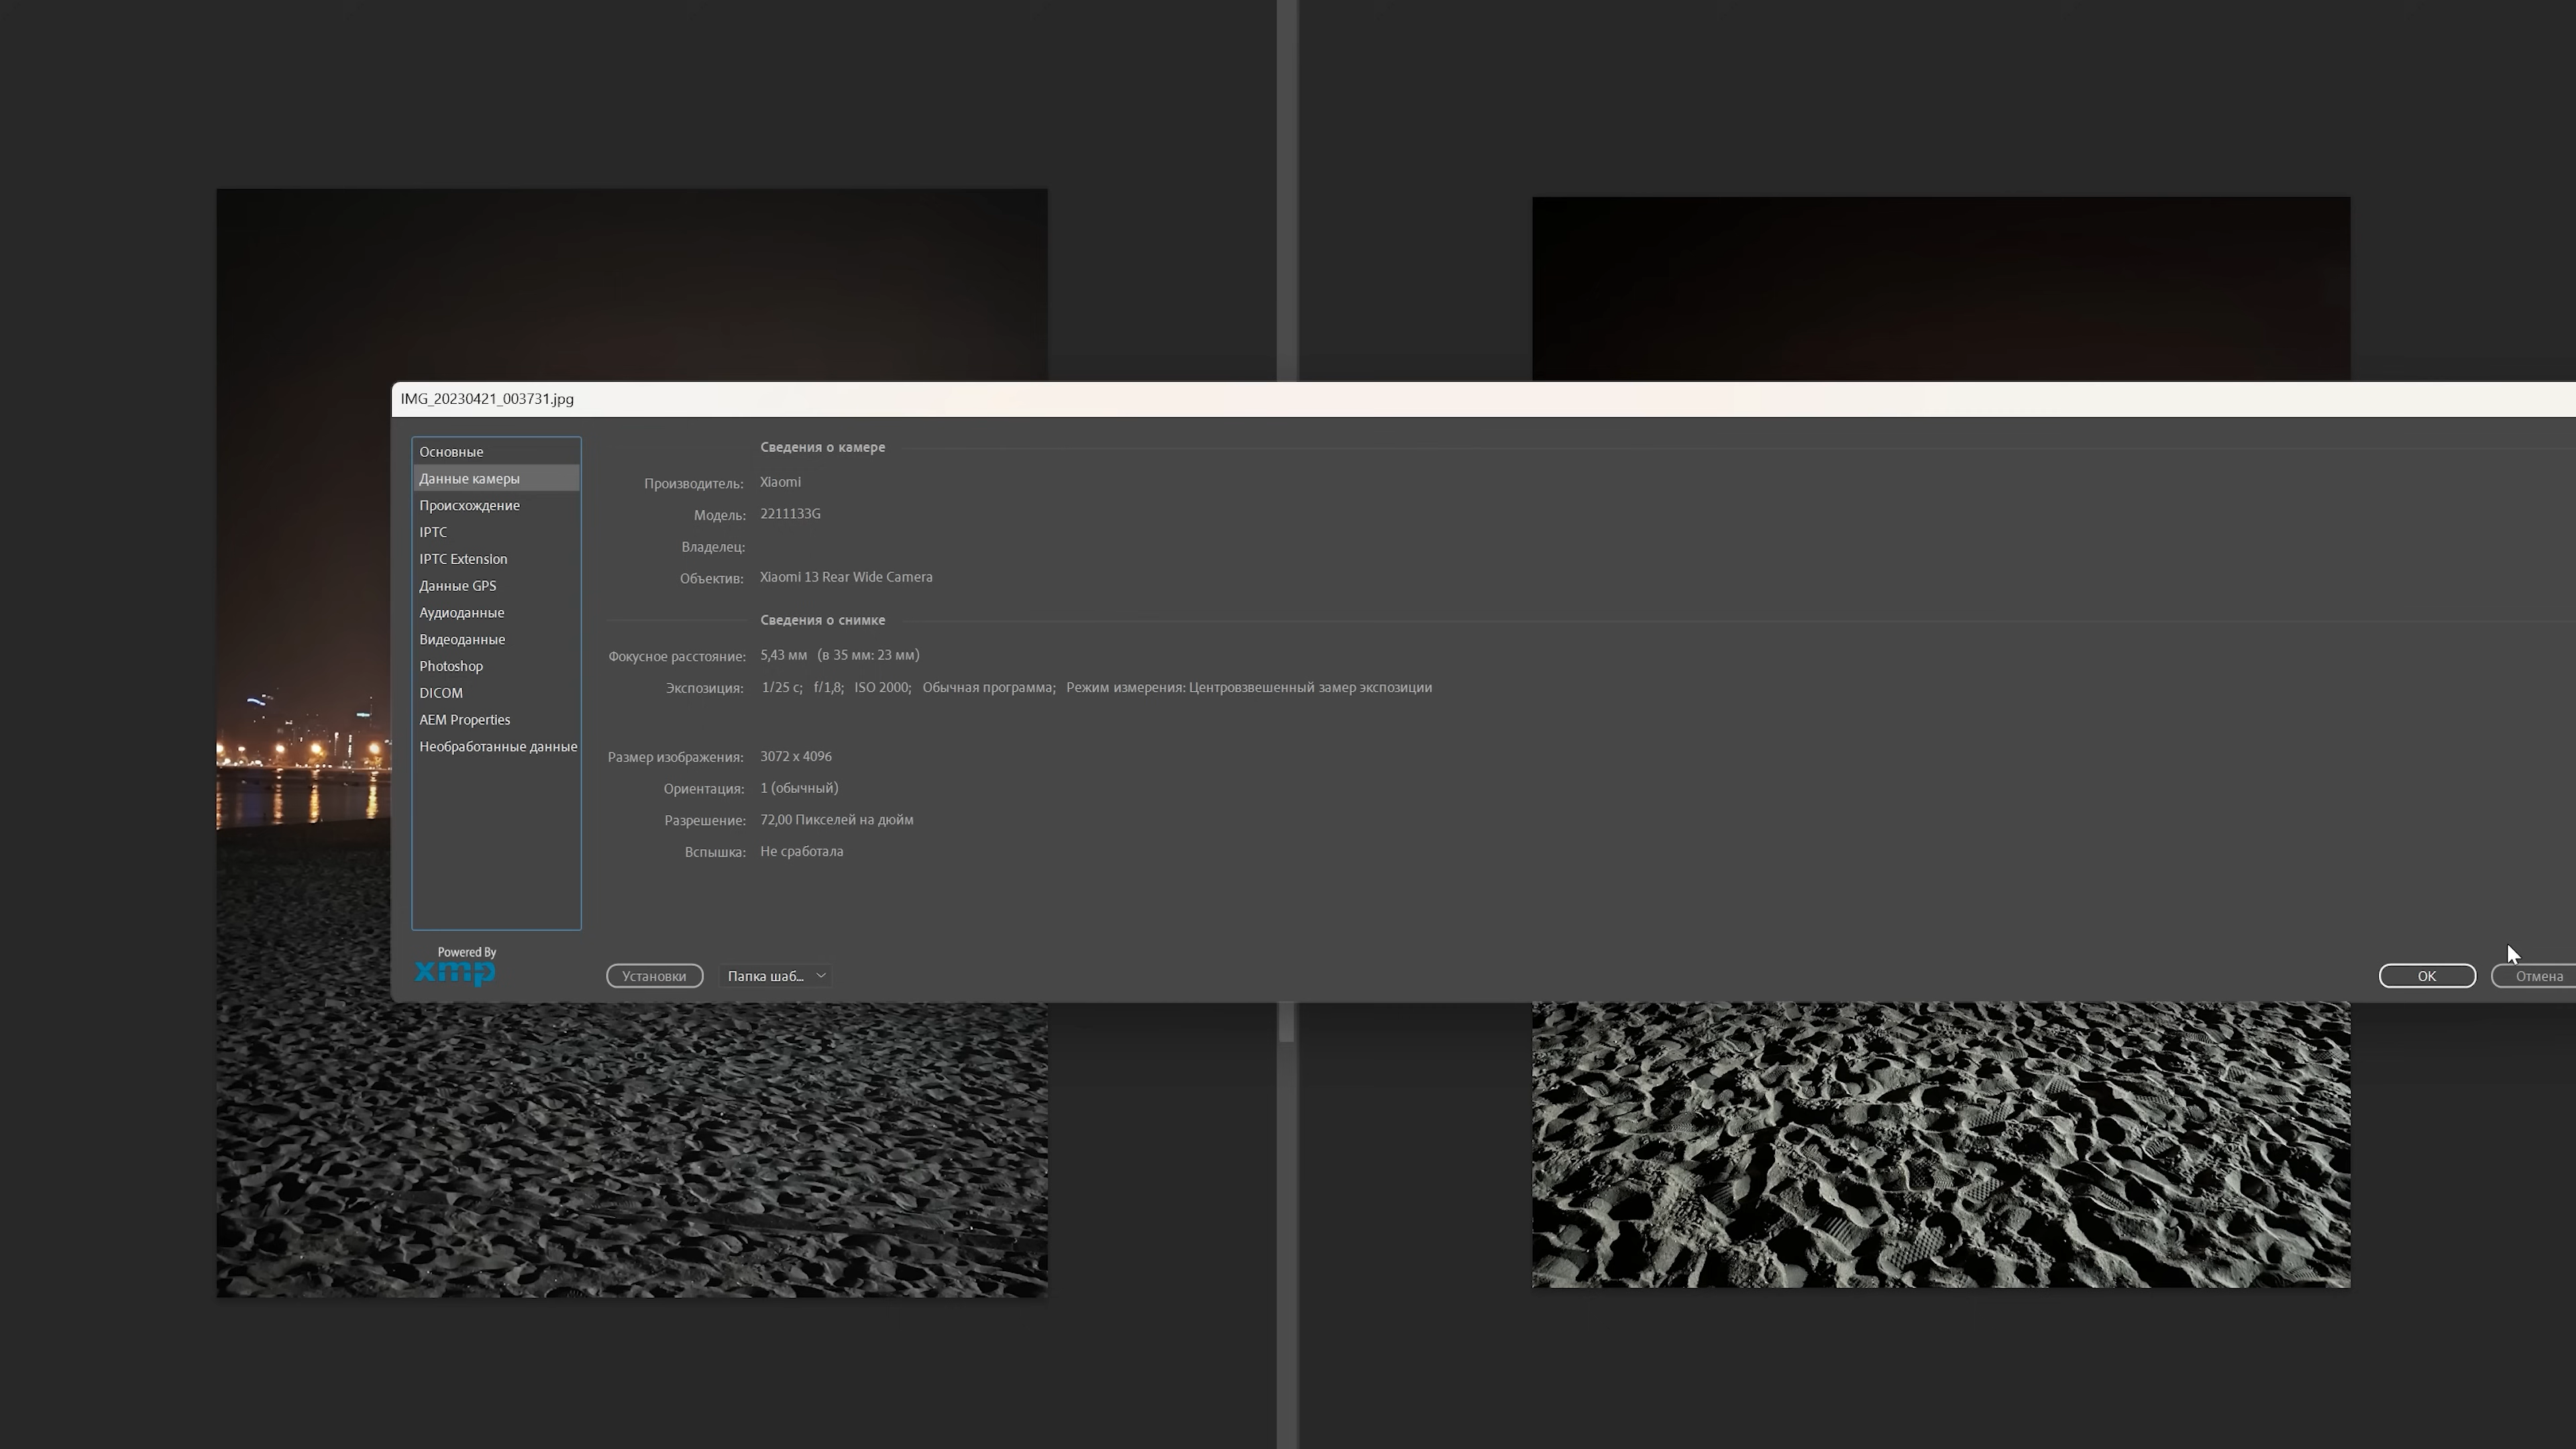 IMG_20230421_003731.jpg
Основные
Данные камеры
Происхождение
IPTC
IPTC Extension
Данные GPS
Аудиоданные
Видеоданные
Photoshop
DICOM
AEM Properties
Необработанные данные
Powered By
xmp
Сведения о камере
Производитель: Xiaomi
Модель: 2211133G
Владелец:
Объектив: Xiaomi 13 Rear Wide Camera
Сведения о снимке
Фокусное расстояние: 5,43 мм (в 35 мм: 23 мм)
Экспозиция: 1/25 с; f/1,8; ISO 2000; Обычная программа; Режим измерения: Центровзвешенный замер экспозиции
Размер изображения: 3072 x 4096
Ориентация: 1 (обычный)
Разрешение: 72,00 Пикселей на дюйм
Вспышка: Не сработала
Установки
Папка шаб...
OK
Отмена